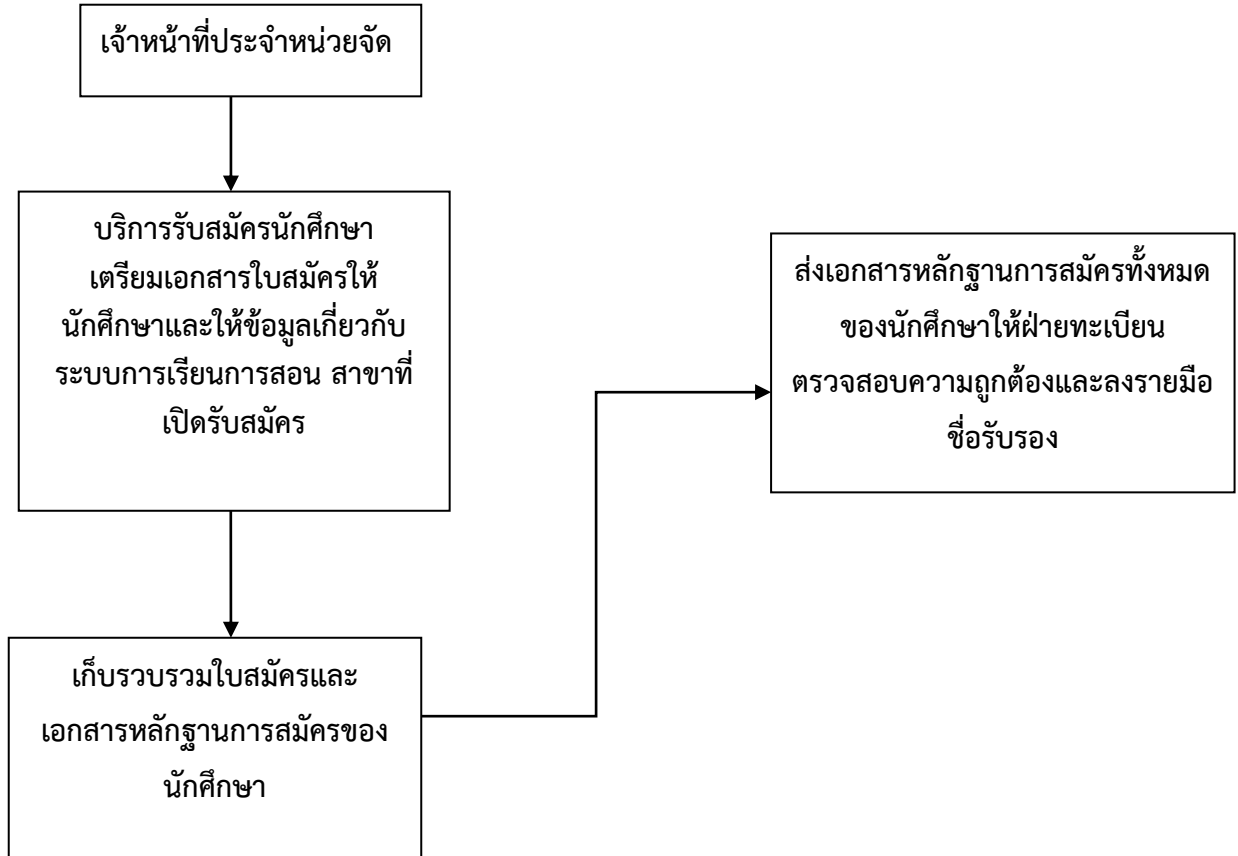 เจ้าหน้าที่ประจำหน่วยจัด
บริการรับสมัครนักศึกษา
เตรียมเอกสารใบสมัครให้
นักศึกษาและให้ข้อมูลเกี่ยวกับ
ระบบการเรียนการสอน สาขาที่
เปิดรับสมัคร
เก็บรวบรวมใบสมัครและ
เอกสารหลักฐานการสมัครของ
นักศึกษา
ส่งเอกสารหลักฐานการสมัครทั้งหมด
ของนักศึกษาให้ฝ่ายทะเบียน
ตรวจสอบความถูกต้องและลงรายมือ
ชื่อรับรอง